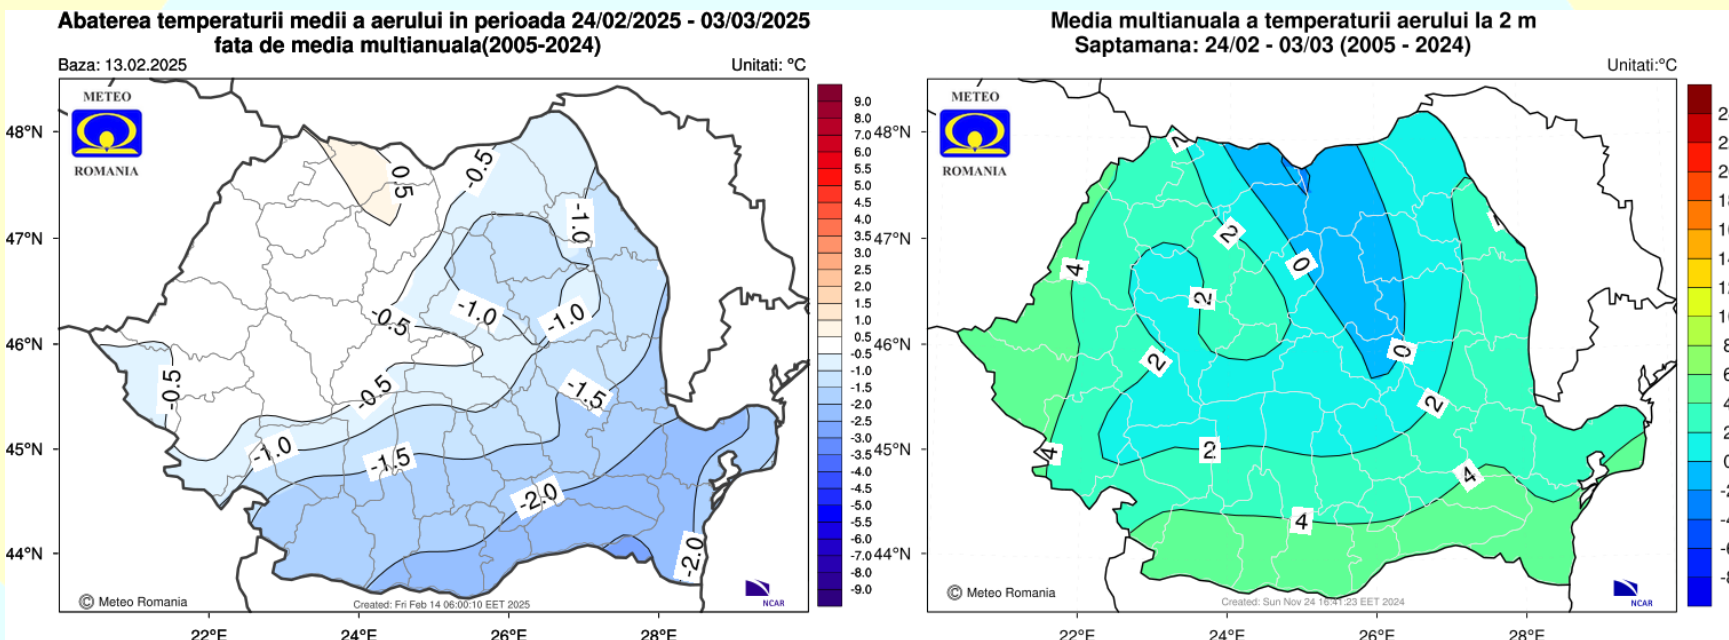 Abaterea temperaturii medii a aerului in perioada 24/02/2025 - 03/03/2025
fata de media multianuala(2005-2024)
Baza: 13.02.2025
Unitati: °C
METEO
ROMANIA
48°N
47°N
46°N
45°N
44°N
22°E
24°E
26°E
28°E
0.5
-0.5
-1.0
-1.0
-1.0
-0.5
-0.5
-0.5
-1.5
-1.0
-1.5
-2.0
-2.0
© Meteo Romania
Created: Fri Feb 14 06:00:10 EET 2025
NCAR
9.0
8.0
7.0
6.0
5.5
5.0
4.5
4.0
3.5
3.0
2.5
2.0
1.5
1.0
0.5
-0.5
-1.0
-1.5
-2.0
-2.5
-3.0
-3.5
-4.0
-4.5
-5.0
-5.5
-6.0
-7.0
-8.0
-9.0
Media multianuala a temperaturii aerului la 2 m
Saptamana: 24/02 - 03/03 (2005 - 2024)
Unitati:°C
METEO
ROMANIA
48°N
47°N
46°N
45°N
44°N
22°E
24°E
26°E
28°E
2
0
4
2
2
0
2
2
4
4
4
© Meteo Romania
Created: Sun Nov 24 16:41:23 EET 2024
NCAR
8
6
4
2
0